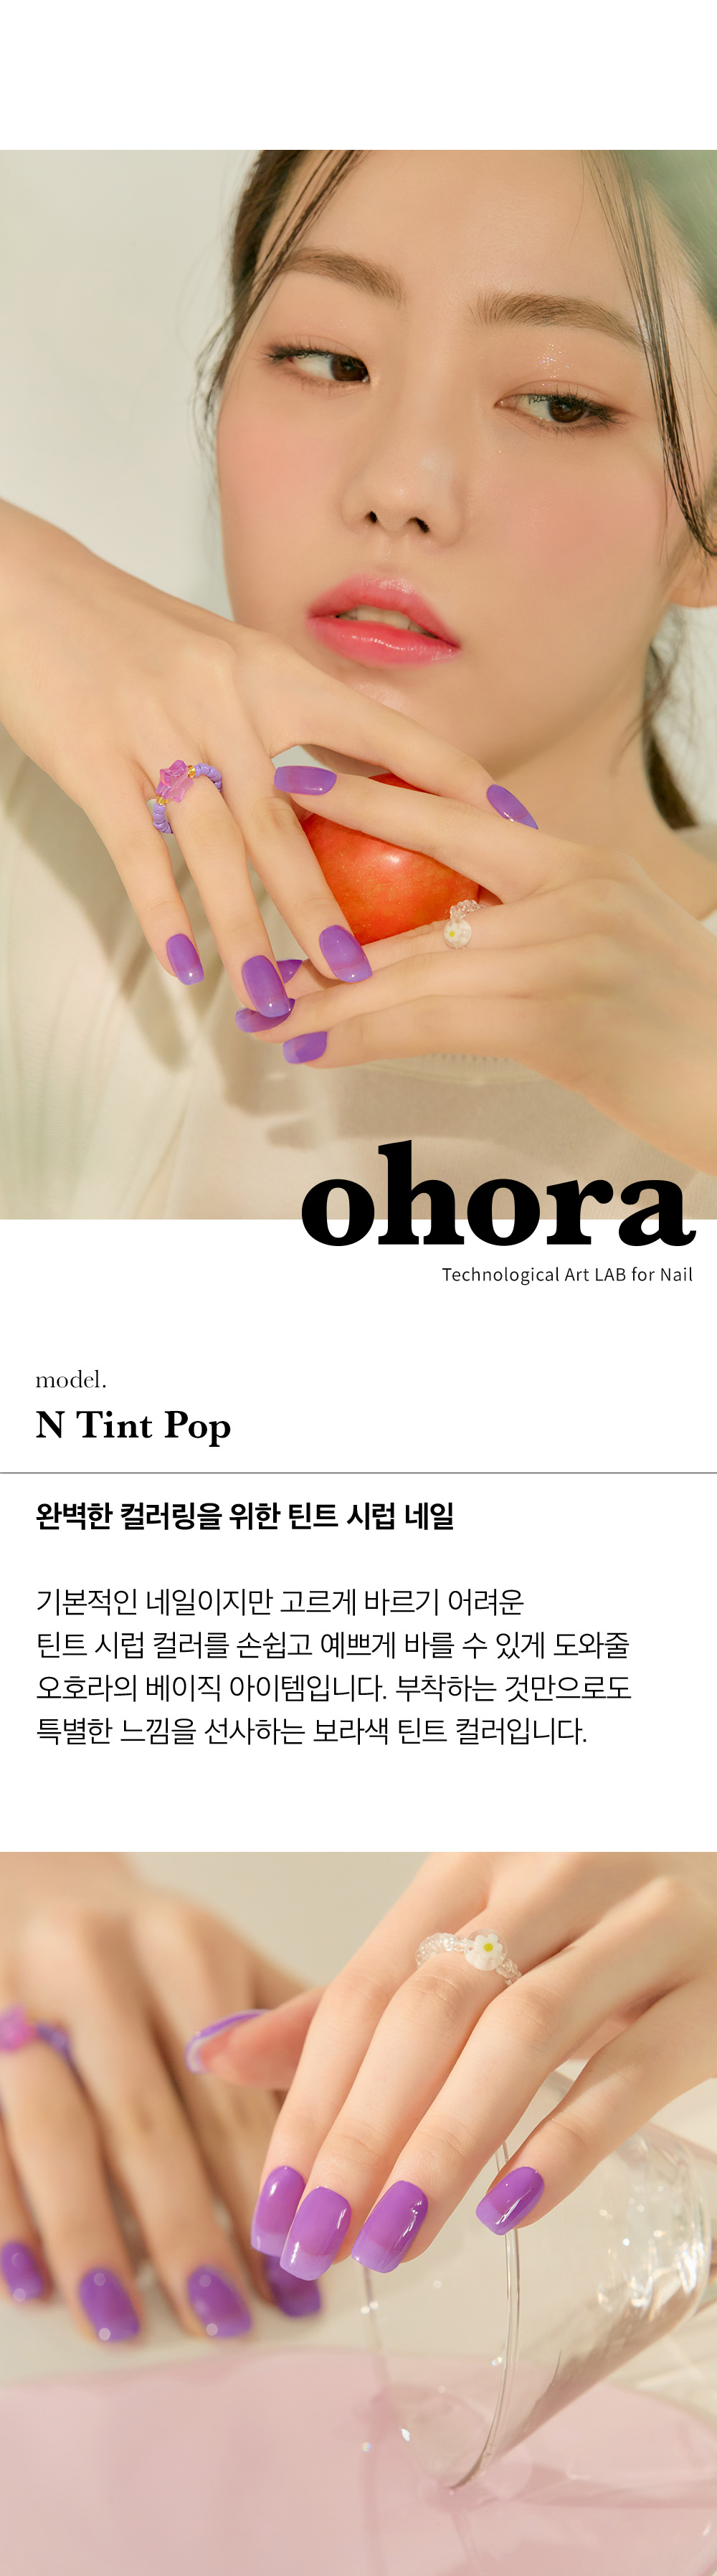 ohora
Technological Art LAB for Nail
model.
N Tint Pop
완벽한 컬러링을 위한 틴트 시럽 네일
기본적인 네일이지만 고르게 바르기 어려운
틴트 시럽 컬러를 손쉽고 예쁘게 바를 수 있게 도와줄
오호라의 베이직 아이템입니다. 부착하는 것만으로도
특별한 느낌을 선사하는 보라색 틴트 컬러입니다.